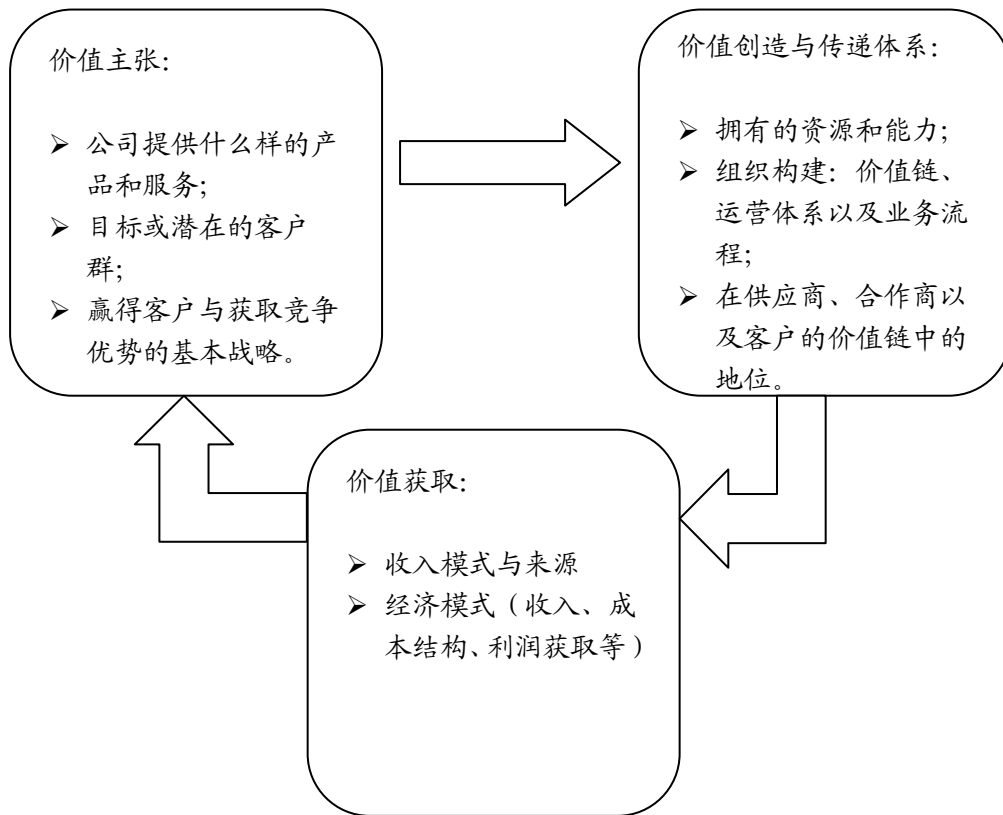 价值主张：
➢ 公司提供什么样的产
品和服务；
➢ 目标或潜在的客户
群；
➢ 赢得客户与获取竞争
优势的基本战略。
价值创造与传递体系：
➢ 拥有的资源和能力；
➢ 组织构建：价值链、
运营体系以及业务流
程；
➢ 在供应商、合作商以
及客户的价值链中的
地位。
价值获取：
➢ 收入模式与来源
➢ 经济模式（收入、成
本结构、利润获取等）